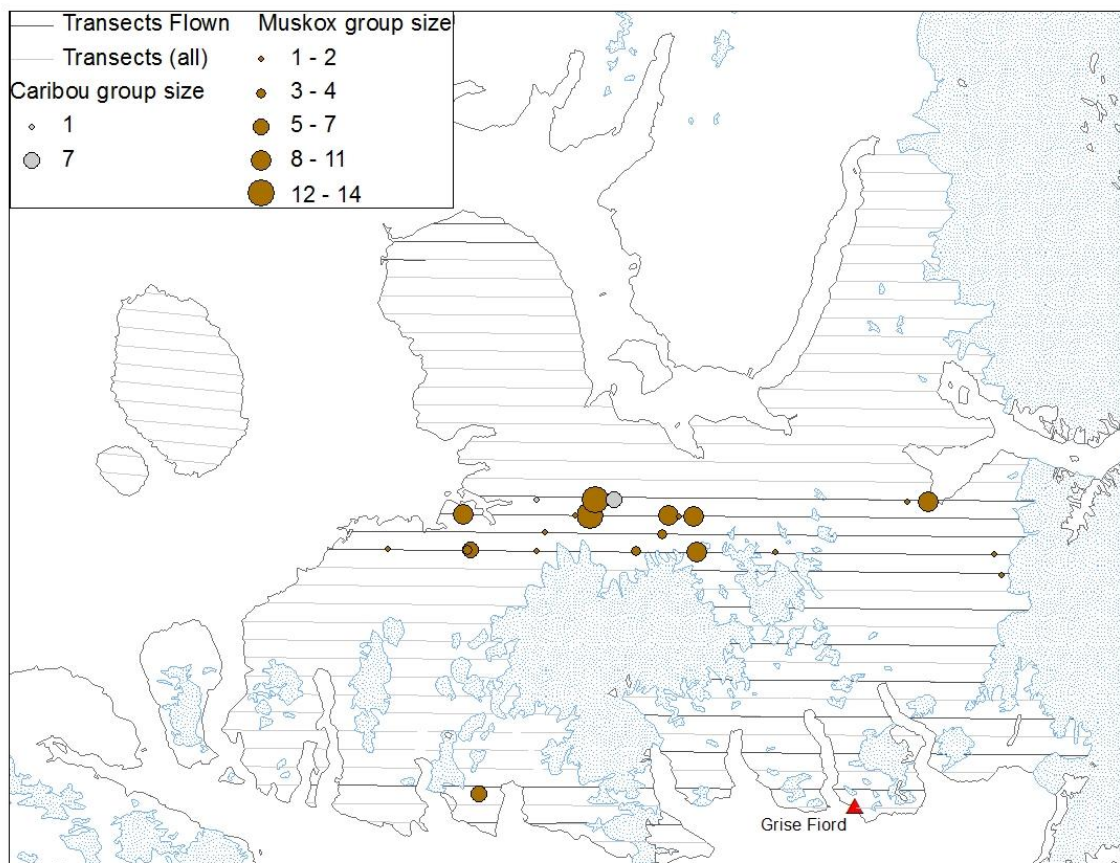 Transects Flown
Transects (all)
Caribou group size
1
7
Muskox group size
1 - 2
3 - 4
5 - 7
8 - 11
12 - 14
Grise Fiord